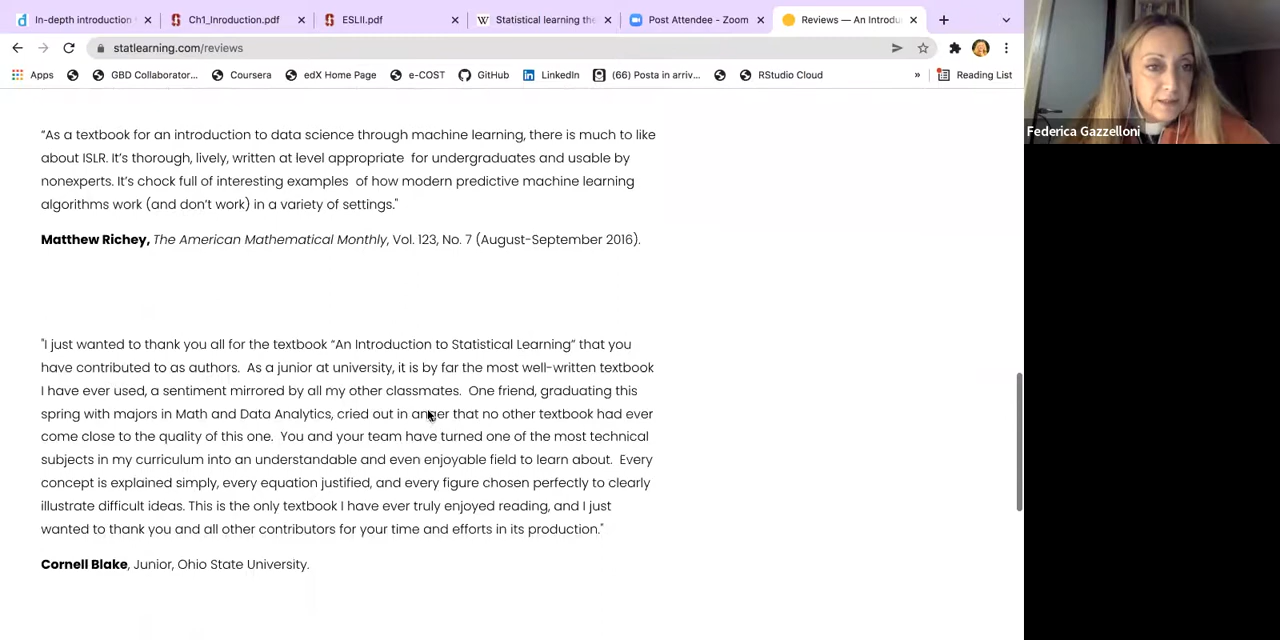 In-depth introduction
Ch1_Inroduction.pdf
ESLII.pdf
Statistical learning the
Post Attendee - Zoom
Reviews — An Introdu
statlearning.com/reviews
Apps
GBD Collaborator...
Coursera
edX Home Page
e-COST
GitHub
LinkedIn
(66) Posta in arriv...
RStudio Cloud
»
Reading List
Federica Gazzelloni
"As a textbook for an introduction to data science through machine learning, there is much to like
about ISLR. It's thorough, lively, written at level appropriate for undergraduates and usable by
nonexperts. It's chock full of interesting examples of how modern predictive machine learning
algorithms work (and don't work) in a variety of settings."
Matthew Richey, The American Mathematical Monthly, Vol. 123, No. 7 (August-September 2016).
"I just wanted to thank you all for the textbook “An Introduction to Statistical Learning” that you
have contributed to as authors. As a junior at university, it is by far the most well-written textbook
I have ever used, a sentiment mirrored by all my other classmates. One friend, graduating this
spring with majors in Math and Data Analytics, cried out in anger that no other textbook had ever
come close to the quality of this one. You and your team have turned one of the most technical
subjects in my curriculum into an understandable and even enjoyable field to learn about. Every
concept is explained simply, every equation justified, and every figure chosen perfectly to clearly
illustrate difficult ideas. This is the only textbook I have ever truly enjoyed reading, and I just
wanted to thank you and all other contributors for your time and efforts in its production."
Cornell Blake, Junior, Ohio State University.